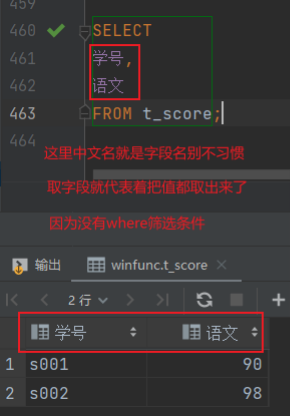 459
460 SELECT
461 学号,
462 语文
463 FROM t_score;
464
这里中文名就是字段名别不习惯
取字段就代表着把值都取出来了
因为没有where筛选条件
输出 winfunc.t_score
2 行
学号 语文
1 s001 90
2 s002 98